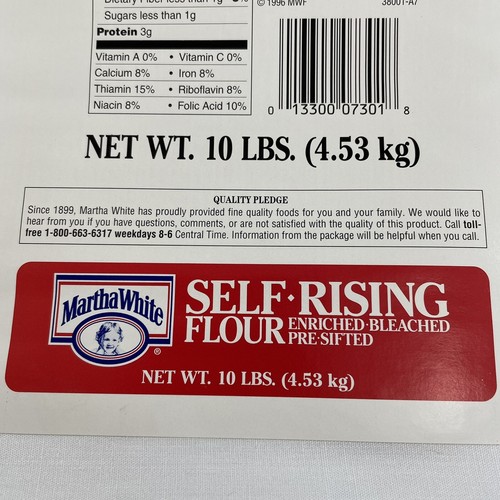 Dietary Fiber less than 1g
© 1996 MWF 38001-A7
Sugars less than 1g
Protein 3g
Vitamin A 0% • Vitamin C 0%
Calcium 8% • Iron 8%
Thiamin 15% • Riboflavin 8%
Niacin 8% • Folic Acid 10%
0 13300 07301 8
NET WT. 10 LBS. (4.53 kg)
QUALITY PLEDGE
Since 1899, Martha White has proudly provided fine quality foods for you and your family. We would like to
hear from you if you have questions, comments, or are not satisfied with the quality of this product. Call toll-
free 1-800-663-6317 weekdays 8-6 Central Time. Information from the package will be helpful when you call.
Martha White
®
SELF·RISING
FLOUR ENRICHED·BLEACHED
PRE·SIFTED
NET WT. 10 LBS. (4.53 kg)